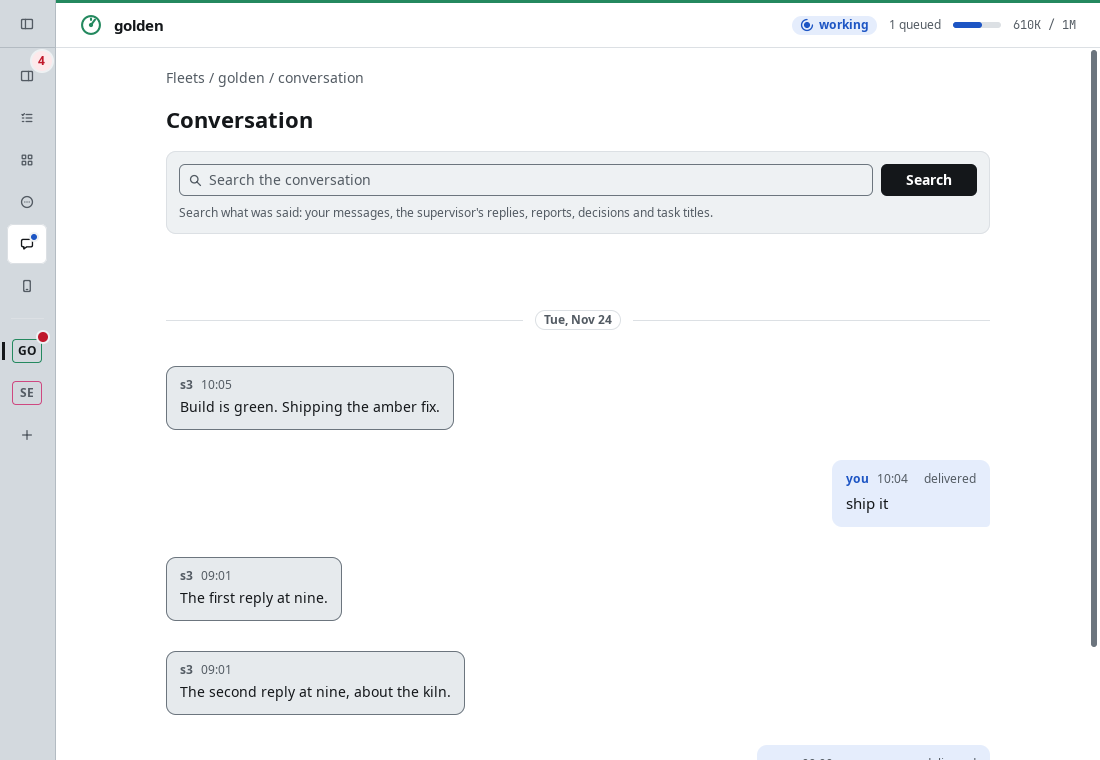 golden
working
1 queued
610K / 1M
4
GO
SE
Fleets / golden / conversation
Conversation
Search the conversation
Search
Search what was said: your messages, the supervisor's replies, reports, decisions and task titles.
Tue, Nov 24
s3 10:05
Build is green. Shipping the amber fix.
you 10:04 delivered
ship it
s3 09:01
The first reply at nine.
s3 09:01
The second reply at nine, about the kiln.